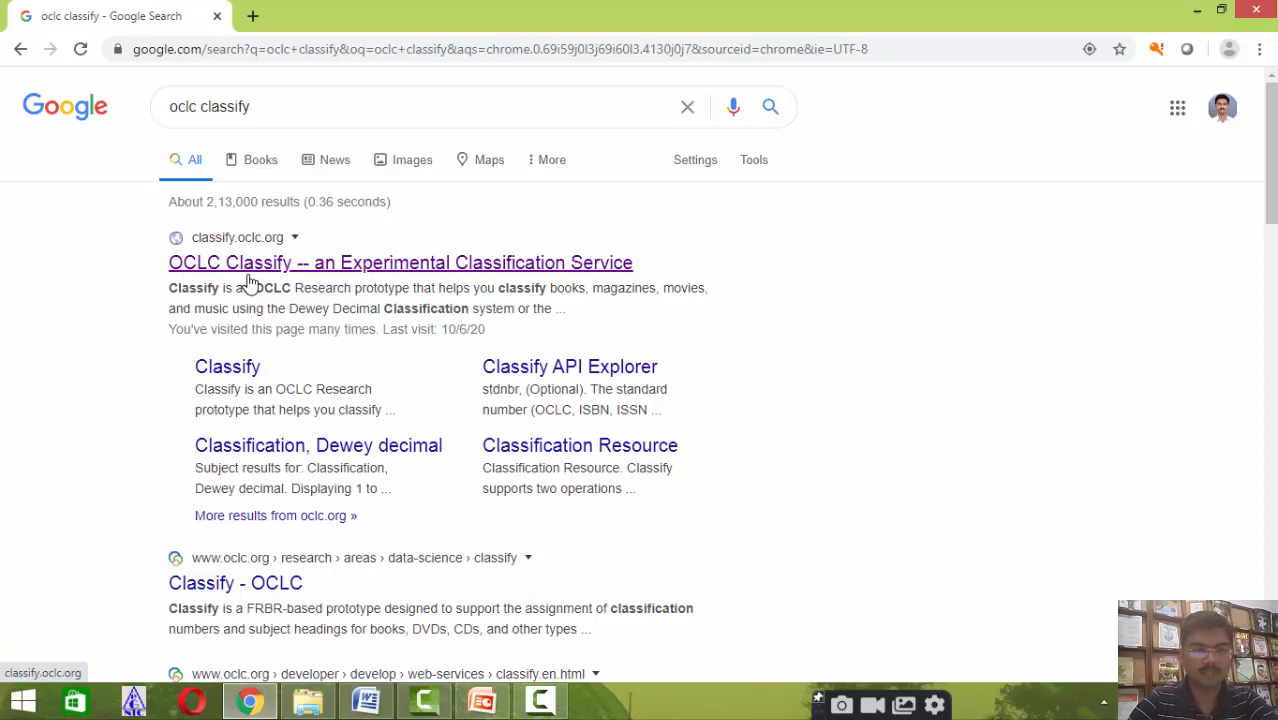 oclc classify - Google Search
google.com/search?q=oclc+classify&oq=oclc+classify&aqs=chrome.0.69i59j0l3j69i60l3.4130j0j7&sourceid=chrome&ie=UTF-8
Google
oclc classify
All Books News Images Maps More Settings Tools
About 2,13,000 results (0.36 seconds)
classify.oclc.org
OCLC Classify -- an Experimental Classification Service
Classify is a OCLC Research prototype that helps you classify books, magazines, movies,
and music using the Dewey Decimal Classification system or the ...
You've visited this page many times. Last visit: 10/6/20
Classify
Classify is an OCLC Research
prototype that helps you classify ...
Classify API Explorer
stdnbr, (Optional). The standard
number (OCLC, ISBN, ISSN ...
Classification, Dewey decimal
Subject results for: Classification,
Dewey decimal. Displaying 1 to ...
Classification Resource
Classification Resource. Classify
supports two operations ...
More results from oclc.org »
www.oclc.org › research › areas › data-science › classify
Classify - OCLC
Classify is a FRBR-based prototype designed to support the assignment of classification
numbers and subject headings for books, DVDs, CDs, and other types ...
www.oclc.org › developer › develop › web-services › classify.en.html
classify.oclc.org